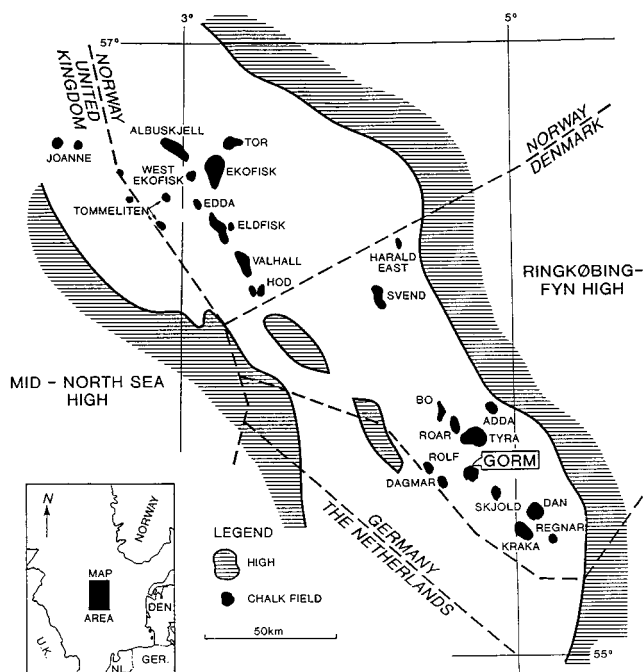 3°
5°
57°
NORWAY
UNITED
KINGDOM
NORWAY
DENMARK
ALBUSKJELL
TOR
JOANNE
WEST
EKOFISK
EKOFISK
TOMMELITEN
EDDA
ELDFISK
VALHALL
HOD
HARALD
EAST
SVEND
RINGKØBING-
FYN HIGH
MID - NORTH SEA
HIGH
BO
ADDA
ROAR
TYRA
ROLF
GORM
DAGMAR
SKJOLD
DAN
REGNAR
KRAKA
GERMANY
THE NETHERLANDS
N
NORWAY
MAP
AREA
DEN.
U.K.
NL
GER.
LEGEND
HIGH
CHALK FIELD
50km
55°